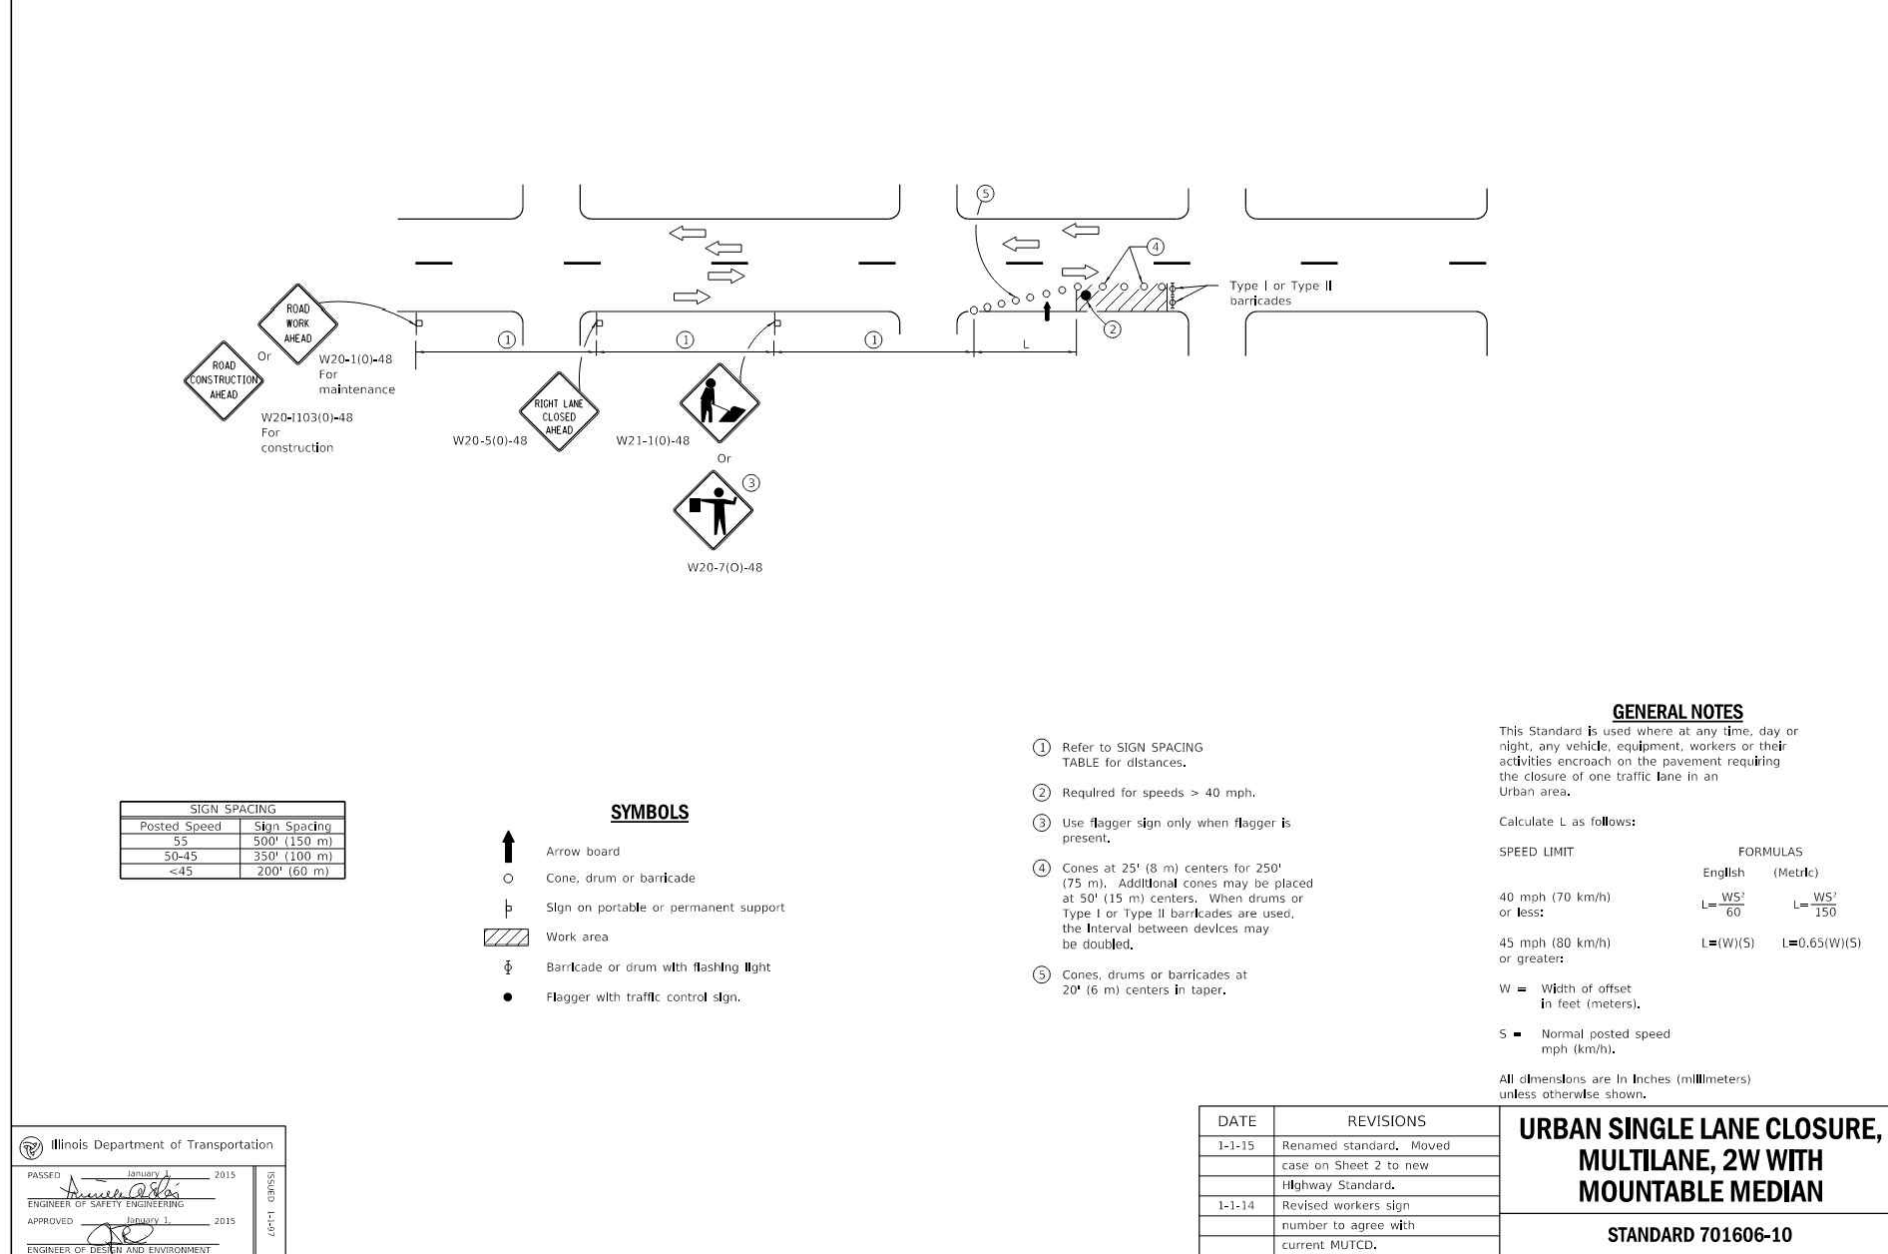 5
4
ROAD
WORK
AHEAD
Type I or Type II
barricades
1
1
1
2
L
Or
W20-1(O)-48
For
maintenance
ROAD
CONSTRUCTION
AHEAD
W20-I103(O)-48
For
construction
RIGHT LANE
CLOSED
AHEAD
W20-5(O)-48
W21-1(O)-48
Or
3
W20-7(O)-48
SIGN SPACING
Posted Speed Sign Spacing
55 500' (150 m)
50-45 350' (100 m)
<45 200' (60 m)
SYMBOLS
Arrow board
Cone, drum or barricade
Sign on portable or permanent support
Work area
Barricade or drum with flashing light
Flagger with traffic control sign.
1 Refer to SIGN SPACING
TABLE for distances.
2 Required for speeds > 40 mph.
3 Use flagger sign only when flagger is
present.
4 Cones at 25' (8 m) centers for 250'
(75 m). Additional cones may be placed
at 50' (15 m) centers. When drums or
Type I or Type II barricades are used,
the interval between devices may
be doubled.
5 Cones, drums or barricades at
20' (6 m) centers in taper.
GENERAL NOTES
This Standard is used where at any time, day or
night, any vehicle, equipment, workers or their
activities encroach on the pavement requiring
the closure of one traffic lane in an
Urban area.
Calculate L as follows:
SPEED LIMIT FORMULAS
English (Metric)
40 mph (70 km/h)
or less:
L=WS²/60 L=WS²/150
45 mph (80 km/h)
or greater:
L=(W)(S) L=0.65(W)(S)
W = Width of offset
in feet (meters).
S = Normal posted speed
mph (km/h).
All dimensions are in inches (millimeters)
unless otherwise shown.
Illinois Department of Transportation
PASSED January 1, 2015
ENGINEER OF SAFETY ENGINEERING
APPROVED January 1, 2015
ENGINEER OF DESIGN AND ENVIRONMENT
ISSUED 1-1-97
DATE REVISIONS
1-1-15 Renamed standard. Moved
case on Sheet 2 to new
Highway Standard.
1-1-14 Revised workers sign
number to agree with
current MUTCD.
URBAN SINGLE LANE CLOSURE,
MULTILANE, 2W WITH
MOUNTABLE MEDIAN
STANDARD 701606-10